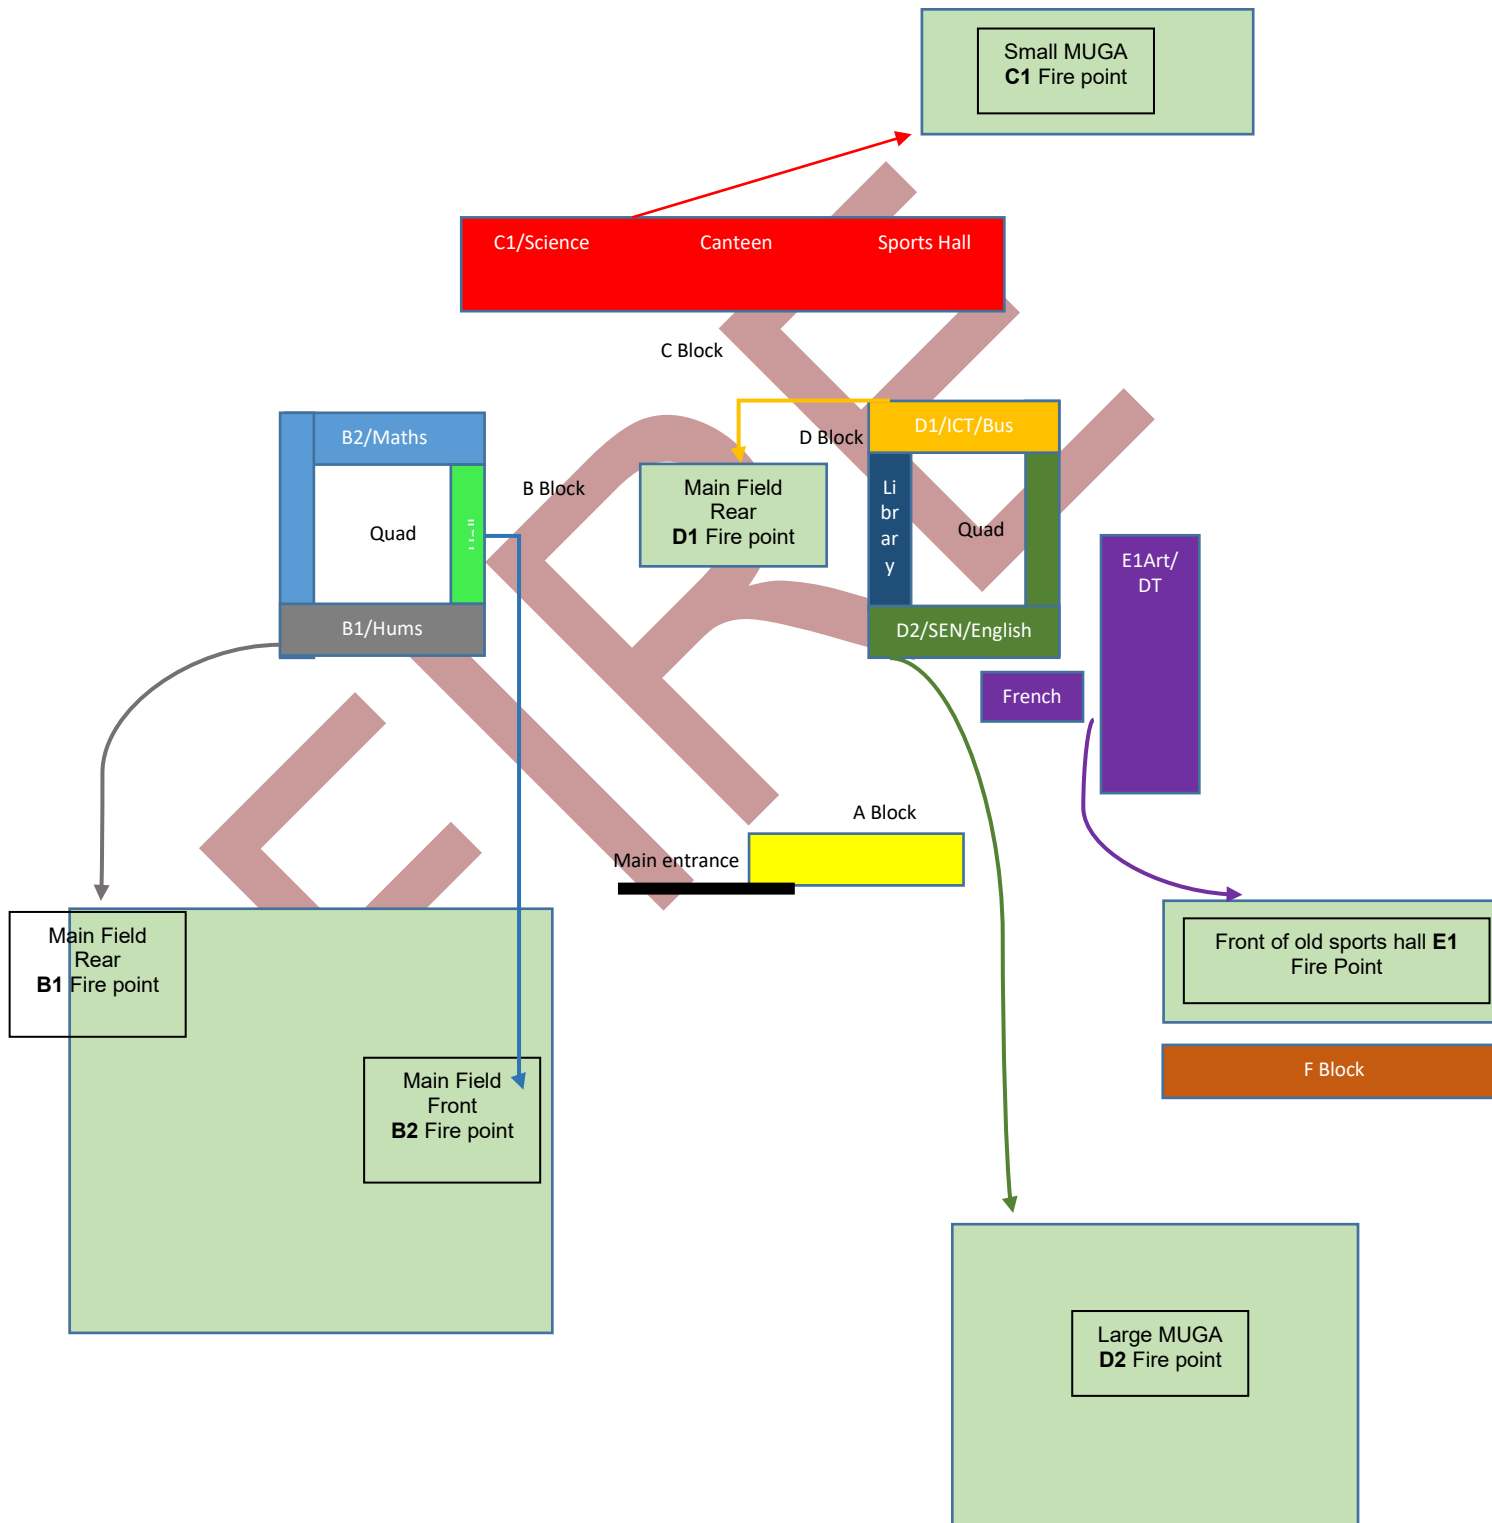 Small MUGA
C1 Fire point
C1/Science
Canteen
Sports Hall
C Block
B2/Maths
D1/ICT/Bus
D Block
B Block
Main Field
Rear
D1 Fire point
Li
br
ar
y
Quad
Quad
E1Art/
DT
B1/Hums
D2/SEN/English
French
A Block
Main entrance
Main Field
Rear
B1 Fire point
Front of old sports hall E1
Fire Point
F Block
Main Field
Front
B2 Fire point
Large MUGA
D2 Fire point